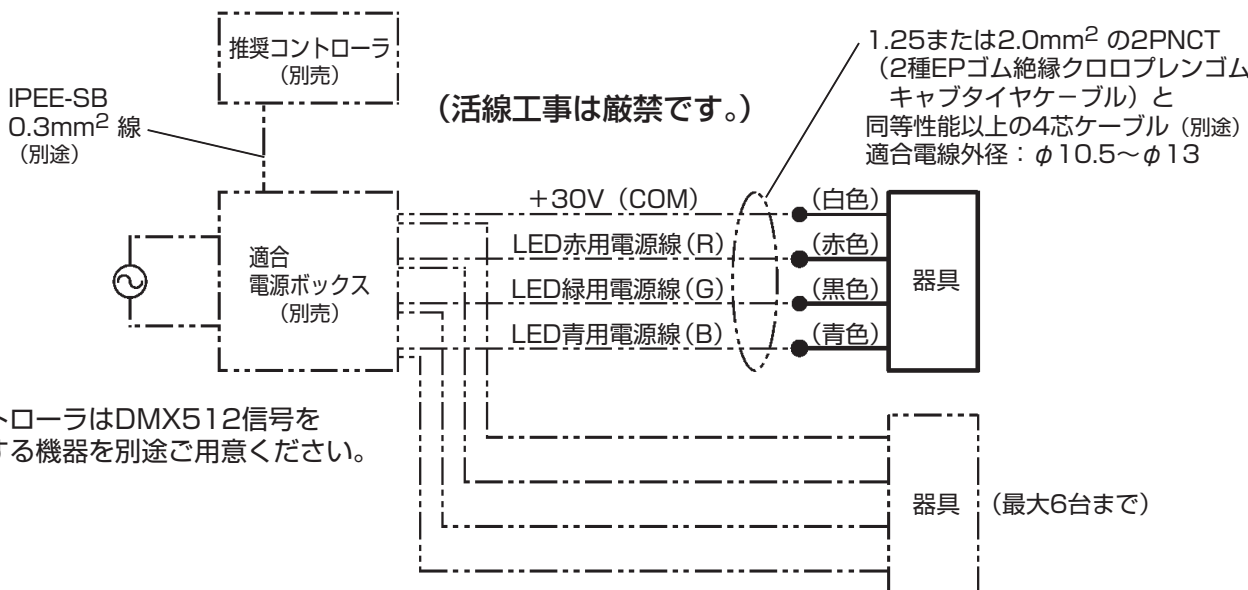 推奨コントローラ
（別売）
IPEE-SB
0.3mm2 線
（別途）
（活線工事は厳禁です。）
1.25または2.0mm2 の2PNCT
（2種EPゴム絶縁クロロプレンゴム
キャブタイヤケーブル）と
同等性能以上の4芯ケーブル（別途）
適合電線外径：φ10.5～φ13
適合
電源ボックス
（別売）
＋30V（COM）
（白色）
LED赤用電源線（R）
（赤色）
LED緑用電源線（G）
（黒色）
LED青用電源線（B）
（青色）
器具
トローラはDMX512信号を
する機器を別途ご用意ください。
器具
（最大6台まで）